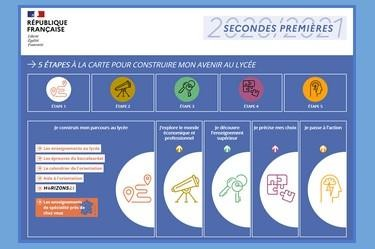 RÉPUBLIQUE
FRANÇAISE
Liberté
Égalité
Fraternité
2020/2021
SECONDES PREMIÈRES
5 ÉTAPES À LA CARTE POUR CONSTRUIRE MON AVENIR AU LYCÉE
ÉTAPE 1
ÉTAPE 2
ÉTAPE 3
ÉTAPE 4
ÉTAPE 5
Je construis mon parcours au lycée
Les enseignements au lycée
Les épreuves du baccalauréat
Le calendrier de l'orientation
Aide à l'orientation
HORIZONS21
Les enseignements
de spécialité près de
chez vous
J'explore le monde
économique et
professionnel
Je découvre
l'enseignement
supérieur
Je précise mes choix
Je passe à l'action